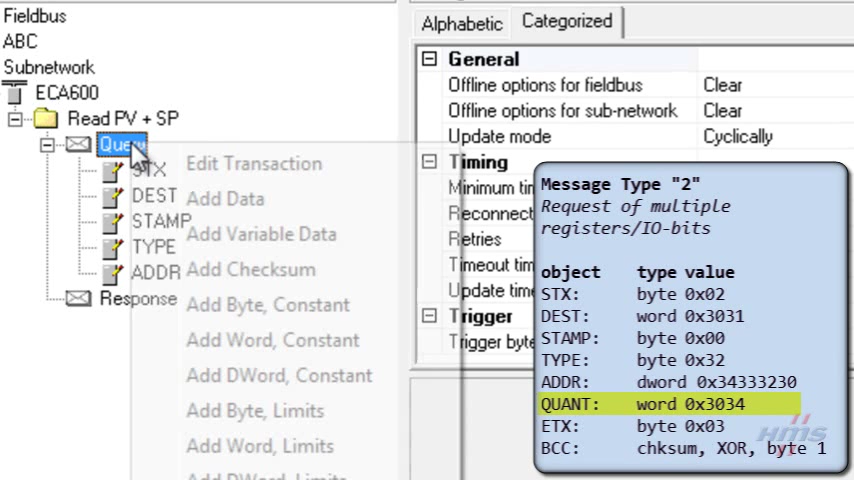 Fieldbus
ABC
Subnetwork
ECA600
Read PV + SP
Query
STX
DEST
STAMP
TYPE
ADDR
Response
Edit Transaction
Add Data
Add Variable Data
Add Checksum
Add Byte, Constant
Add Word, Constant
Add DWord, Constant
Add Byte, Limits
Add Word, Limits
Add DWord, Limits
Alphabetic Categorized
General
Offline options for fieldbus Clear
Offline options for sub-network Clear
Update mode Cyclically
Timing
Minimum tim
Reconnect
Retries
Timeout tim
Update time
Trigger
Trigger byte
Message Type "2"
Request of multiple
registers/IO-bits
object type value
STX: byte 0x02
DEST: word 0x3031
STAMP: byte 0x00
TYPE: byte 0x32
ADDR: dword 0x34333230
QUANT: word 0x3034
ETX: byte 0x03
BCC: chksum, XOR, byte 1
HMS